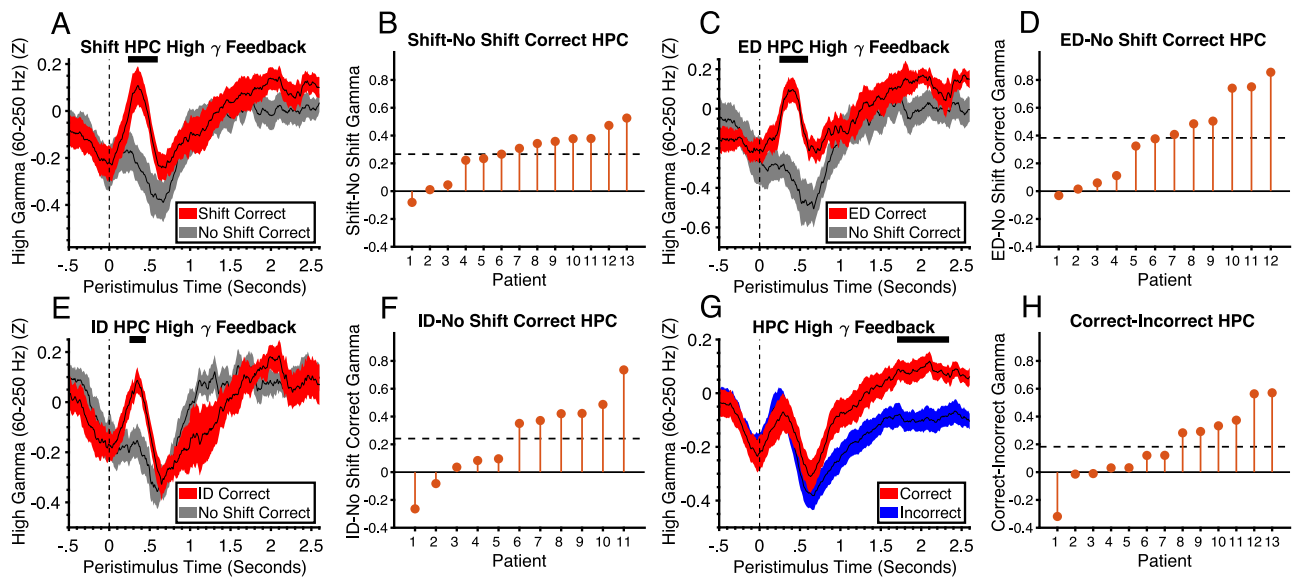 A
Shift HPC High γ Feedback
High Gamma (60-250 Hz) (Z)
0.2
0
-0.2
-0.4
Shift Correct
No Shift Correct
-.5 0 .5 1 1.5 2 2.5
Peristimulus Time (Seconds)
B
Shift-No Shift Correct HPC
Shift-No Shift Gamma
0.8
0.6
0.4
0.2
0
-0.2
-0.4
1 2 3 4 5 6 7 8 9 10 11 12 13
Patient
C
ED HPC High γ Feedback
High Gamma (60-250 Hz) (Z)
0.2
0
-0.2
-0.4
-0.6
ED Correct
No Shift Correct
-.5 0 .5 1 1.5 2 2.5
Peristimulus Time (Seconds)
D
ED-No Shift Correct HPC
ED-No Shift Correct Gamma
0.8
0.6
0.4
0.2
0
-0.2
-0.4
1 2 3 4 5 6 7 8 9 10 11 12
Patient
E
ID HPC High γ Feedback
High Gamma (60-250 Hz) (Z)
0.2
0
-0.2
-0.4
ID Correct
No Shift Correct
-.5 0 .5 1 1.5 2 2.5
Peristimulus Time (Seconds)
F
ID-No Shift Correct HPC
ID-No Shift Correct Gamma
0.8
0.6
0.4
0.2
0
-0.2
-0.4
1 2 3 4 5 6 7 8 9 10 11
Patient
G
HPC High γ Feedback
High Gamma (60-250 Hz) (Z)
0.2
0
-0.2
-0.4
Correct
Incorrect
-.5 0 .5 1 1.5 2 2.5
Peristimulus Time (Seconds)
H
Correct-Incorrect HPC
Correct-Incorrect Gamma
0.8
0.6
0.4
0.2
0
-0.2
-0.4
1 2 3 4 5 6 7 8 9 10 11 12 13
Patient